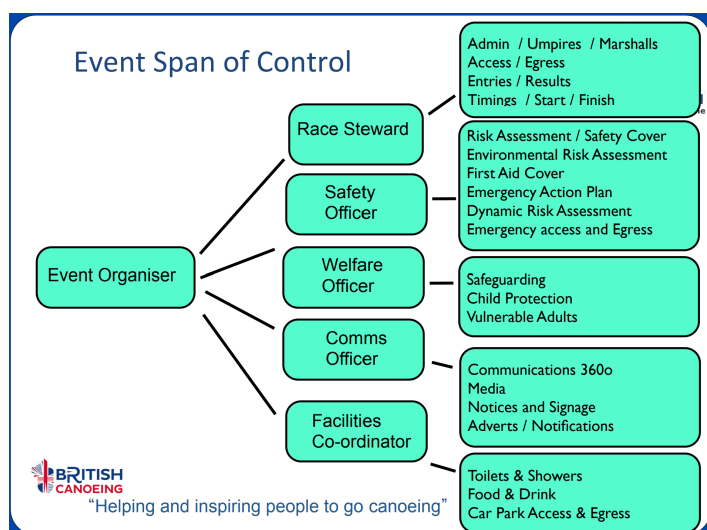 Event Span of Control
Admin / Umpires / Marshalls
Access / Egress
Entries / Results
Timings / Start / Finish
Race Steward
Risk Assessment / Safety Cover
Environmental Risk Assessment
First Aid Cover
Emergency Action Plan
Dynamic Risk Assessment
Emergency access and Egress
Safety
Officer
Event Organiser
Welfare
Officer
Safeguarding
Child Protection
Vulnerable Adults
Comms
Officer
Communications 360o
Media
Notices and Signage
Adverts / Notifications
Facilities
Co-ordinator
Toilets & Showers
Food & Drink
Car Park Access & Egress
BRITISH
CANOEING
“Helping and inspiring people to go canoeing”